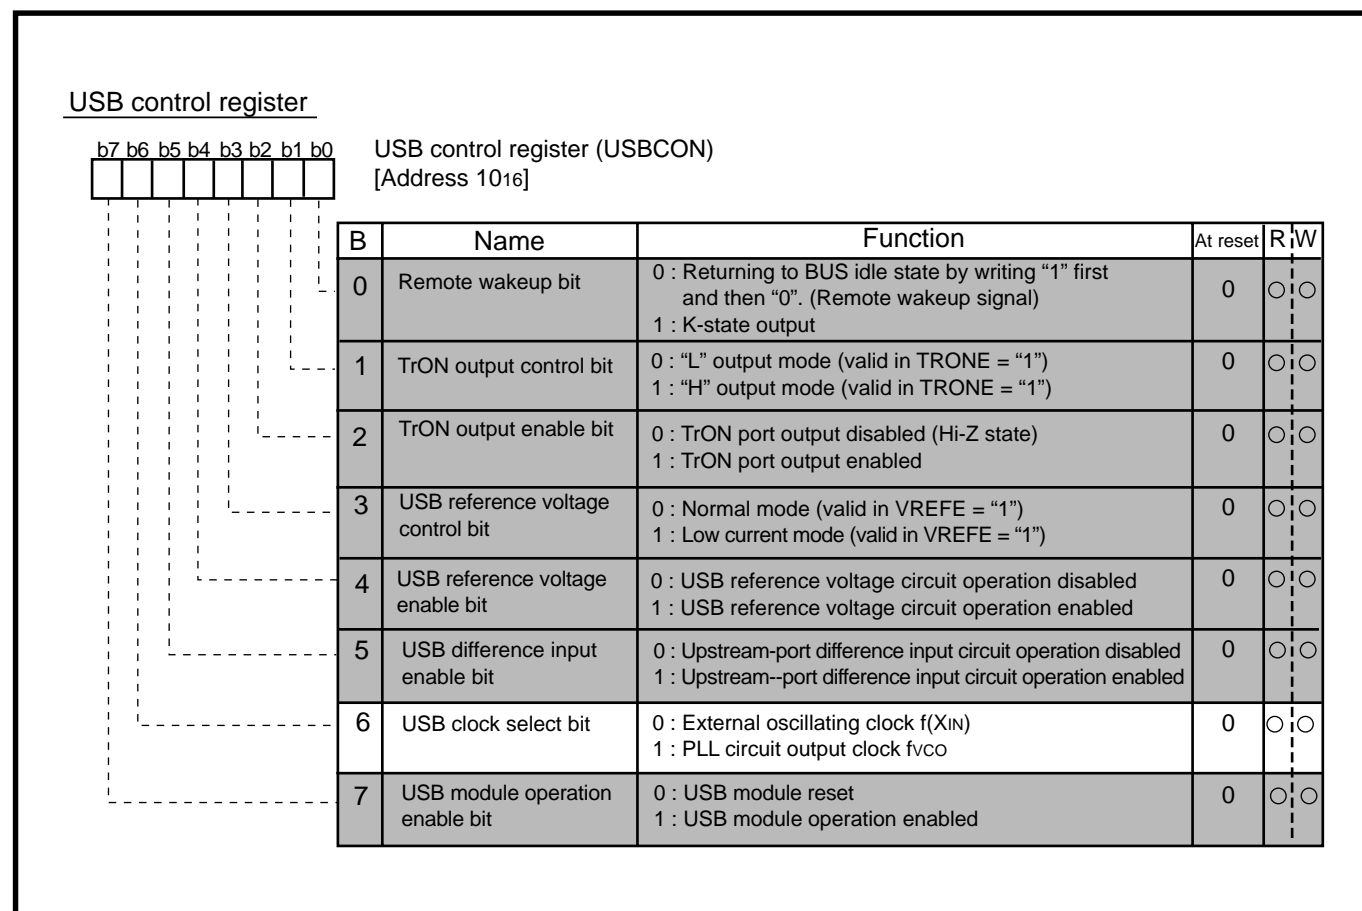 USB control register
b7 b6 b5 b4 b3 b2 b1 b0
USB control register (USBCON)
[Address 1016]
B Name Function At reset R W
0 Remote wakeup bit 0 : Returning to BUS idle state by writing “1” first
and then “0”. (Remote wakeup signal)
1 : K-state output
0 ○ ○
1 TrON output control bit 0 : “L” output mode (valid in TRONE = “1”)
1 : “H” output mode (valid in TRONE = “1”)
0 ○ ○
2 TrON output enable bit 0 : TrON port output disabled (Hi-Z state)
1 : TrON port output enabled
0 ○ ○
3 USB reference voltage
control bit
0 : Normal mode (valid in VREFE = “1”)
1 : Low current mode (valid in VREFE = “1”)
0 ○ ○
4 USB reference voltage
enable bit
0 : USB reference voltage circuit operation disabled
1 : USB reference voltage circuit operation enabled
0 ○ ○
5 USB difference input
enable bit
0 : Upstream-port difference input circuit operation disabled
1 : Upstream--port difference input circuit operation enabled
0 ○ ○
6 USB clock select bit 0 : External oscillating clock f(XIN)
1 : PLL circuit output clock fVCO
0 ○ ○
7 USB module operation
enable bit
0 : USB module reset
1 : USB module operation enabled
0 ○ ○